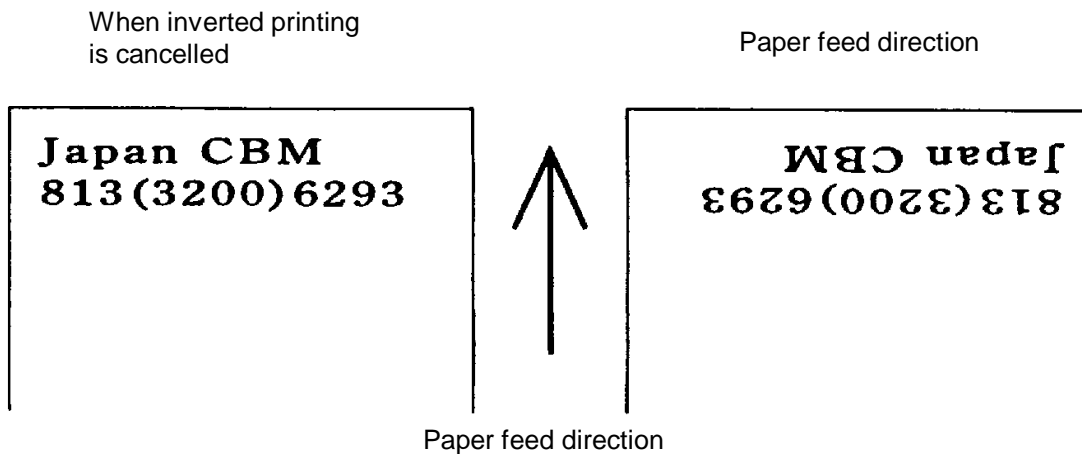 When inverted printing
is cancelled
Paper feed direction
Japan CBM
813(3200)6293
Japan CBM
813(3200)6293
Paper feed direction